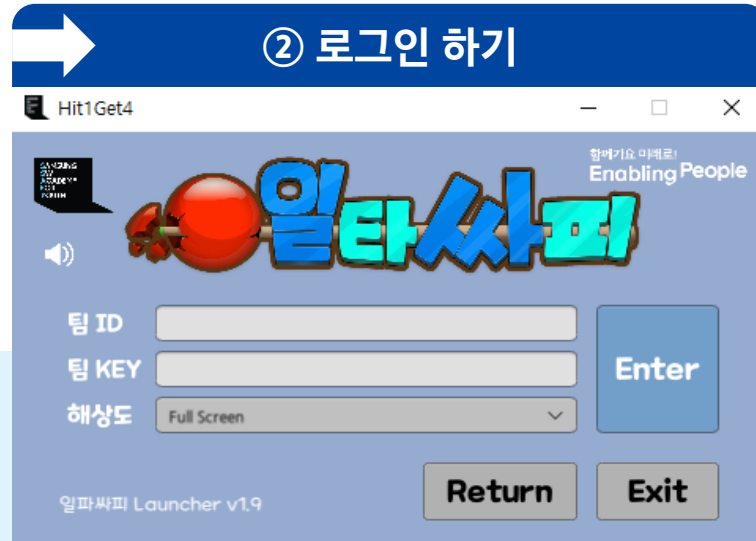 ② 로그인 하기
Hit1Get4
SAMSUNG
SW
ACADEMY
FOR
YOUTH
함께가요 미래로!
Enabling People
일타싸피
팀 ID
팀 KEY
Enter
해상도
Full Screen
Return
Exit
일파싸피 Launcher v1.9